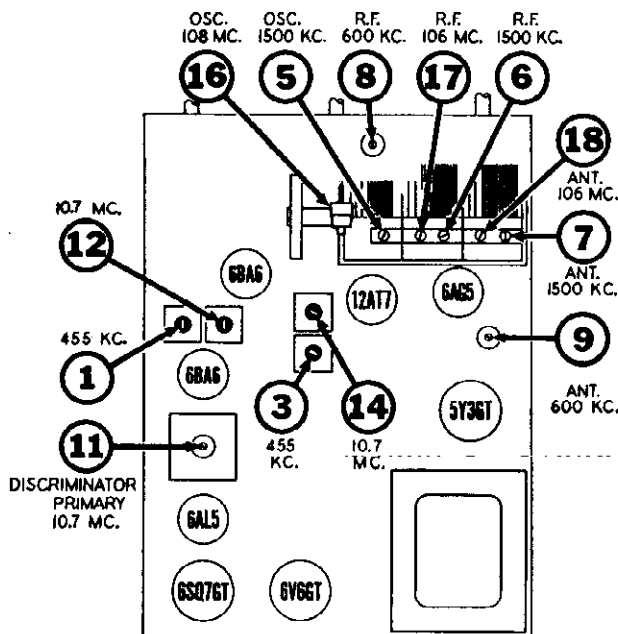 OSC.
108 MC.
OSC.
1500 KC.
R.F.
600 KC.
R.F.
106 MC.
R.F.
1500 KC.
16
5
8
17
6
18
ANT.
106 MC.
10.7 MC.
12
7
ANT.
1500 KC.
6BA6
12AT7
6AG5
455 KC.
1
9
ANT.
600 KC.
6BA6
3
455
KC.
14
10.7
MC.
5Y3GT
11
DISCRIMINATOR
PRIMARY
10.7 MC.
6AL5
6SQ7GT
6V6GT